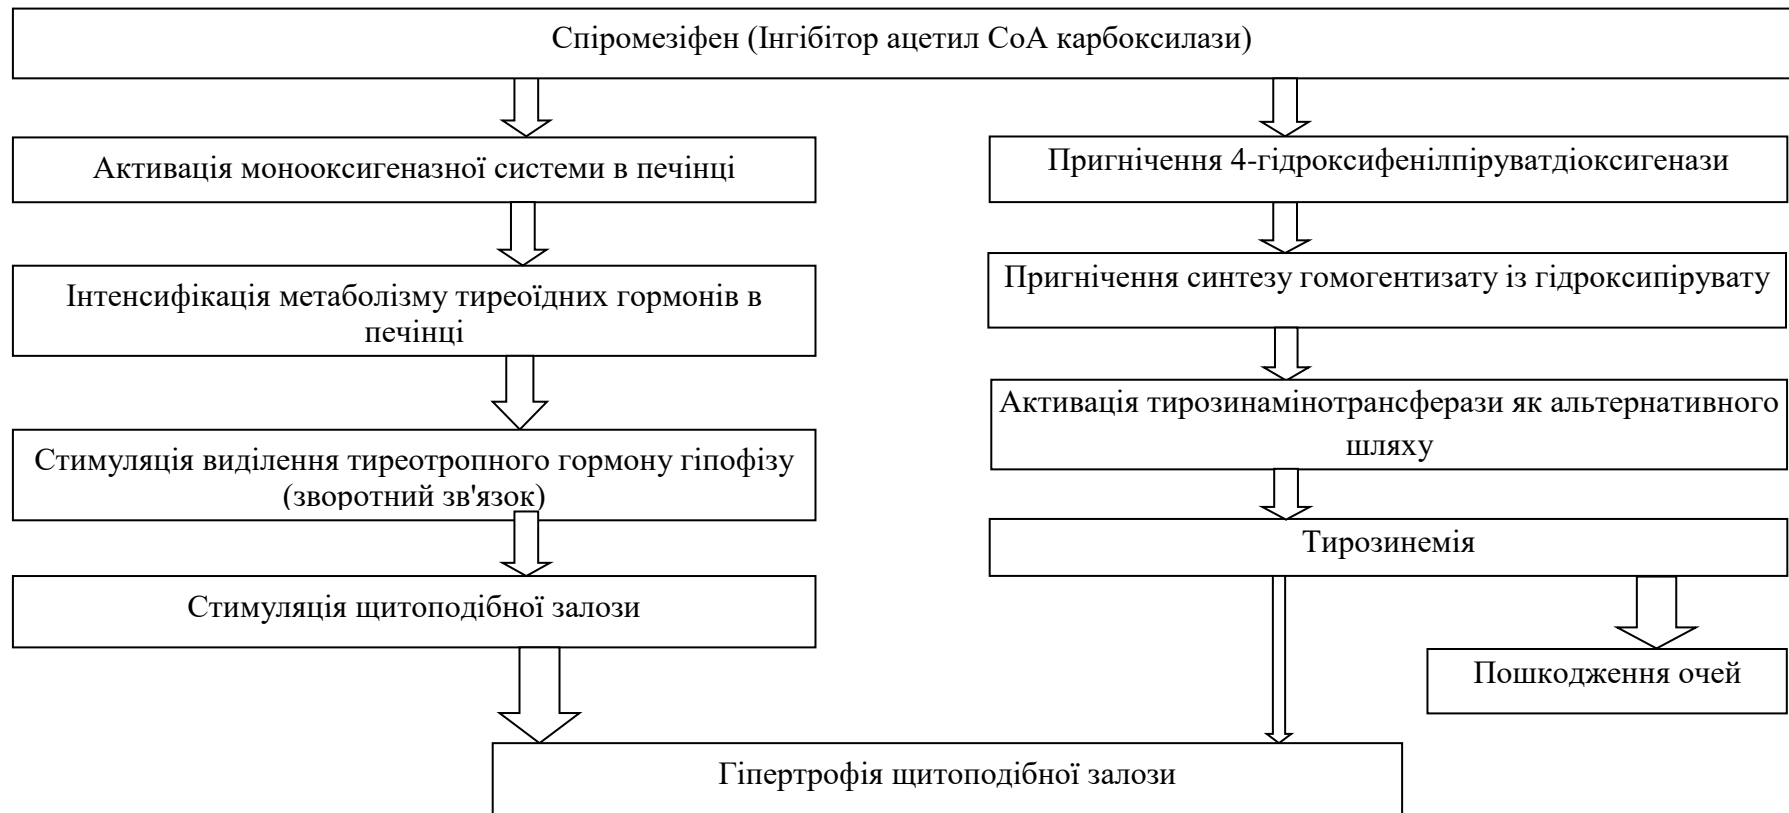 Спіромезіфен (Інгібітор ацетил СоА карбоксилази)
Активація монооксигеназної системи в печінці
Інтенсифікація метаболізму тиреоїдних гормонів в
печінці
Стимуляція виділення тиреотропного гормону гіпофізу
(зворотний зв'язок)
Стимуляція щитоподібної залози
Пригнічення 4-гідроксифенілпіруватдіоксигенази
Пригнічення синтезу гомогентизату із гідроксипірувату
Активація тирозинамінотрансферази як альтернативного
шляху
Тирозинемія
Пошкодження очей
Гіпертрофія щитоподібної залози